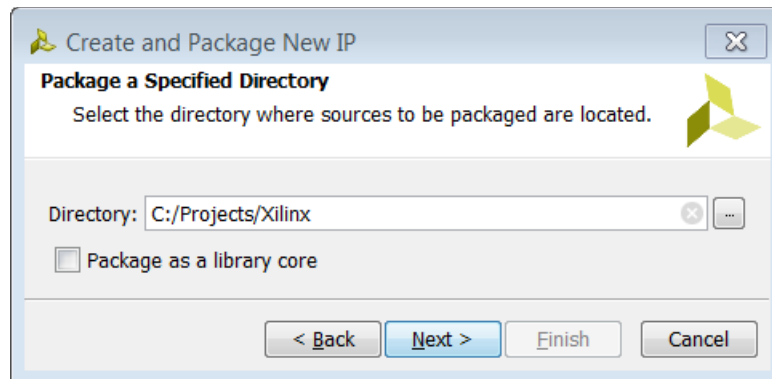 Create and Package New IP
Package a Specified Directory
Select the directory where sources to be packaged are located.
Directory: C:/Projects/Xilinx ...
Package as a library core
< Back Next > Finish Cancel